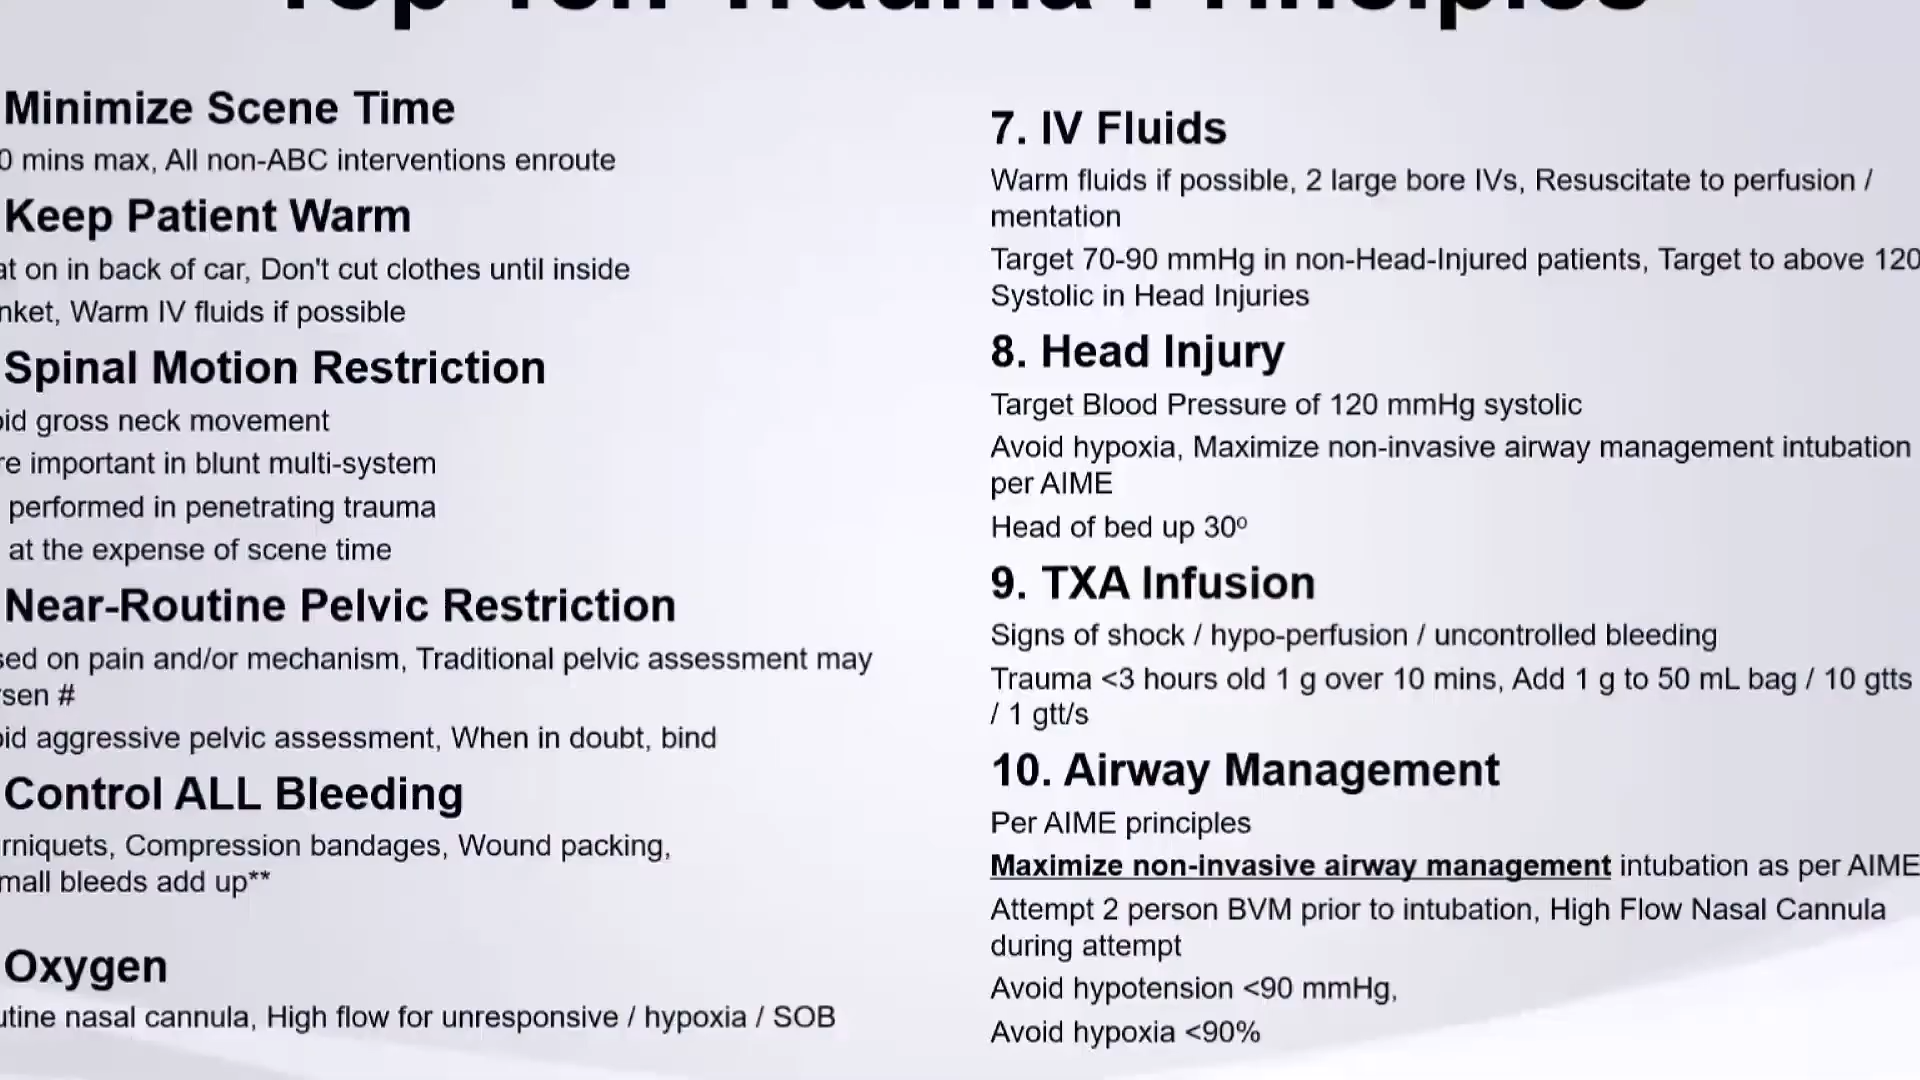 Top Ten Trauma Principles
Minimize Scene Time
0 mins max, All non-ABC interventions enroute
Keep Patient Warm
at on in back of car, Don't cut clothes until inside
nket, Warm IV fluids if possible
Spinal Motion Restriction
oid gross neck movement
re important in blunt multi-system
performed in penetrating trauma
at the expense of scene time
Near-Routine Pelvic Restriction
sed on pain and/or mechanism, Traditional pelvic assessment may
rsen #
oid aggressive pelvic assessment, When in doubt, bind
Control ALL Bleeding
rniquets, Compression bandages, Wound packing,
mall bleeds add up**
Oxygen
utine nasal cannula, High flow for unresponsive / hypoxia / SOB
7. IV Fluids
Warm fluids if possible, 2 large bore IVs, Resuscitate to perfusion /
mentation
Target 70-90 mmHg in non-Head-Injured patients, Target to above 120
Systolic in Head Injuries
8. Head Injury
Target Blood Pressure of 120 mmHg systolic
Avoid hypoxia, Maximize non-invasive airway management intubation
per AIME
Head of bed up 30º
9. TXA Infusion
Signs of shock / hypo-perfusion / uncontrolled bleeding
Trauma <3 hours old 1 g over 10 mins, Add 1 g to 50 mL bag / 10 gtts
/ 1 gtt/s
10. Airway Management
Per AIME principles
Maximize non-invasive airway management intubation as per AIME
Attempt 2 person BVM prior to intubation, High Flow Nasal Cannula
during attempt
Avoid hypotension <90 mmHg,
Avoid hypoxia <90%